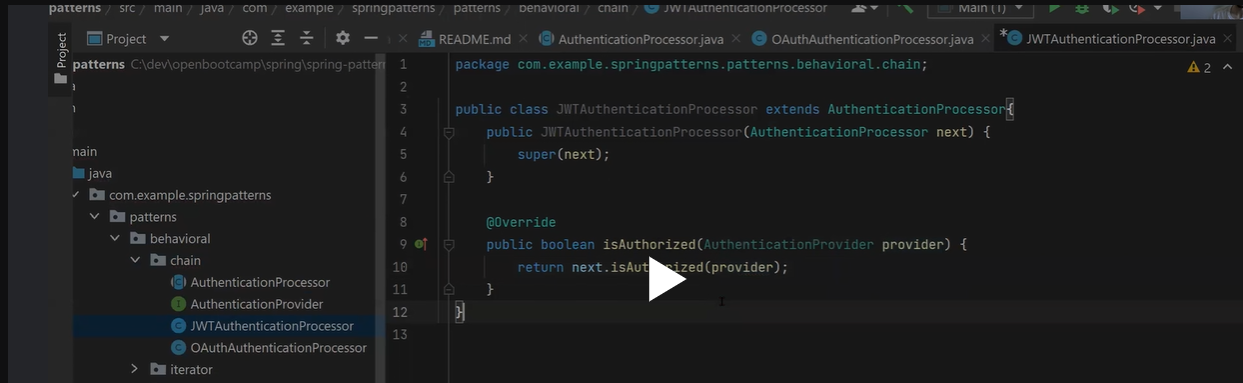 patterns / src / main / java / com / example / springpatterns / patterns / behavioral / chain / JWTAuthenticationProcessor Main (1)
Project
Project README.md AuthenticationProcessor.java OAuthAuthenticationProcessor.java *JWTAuthenticationProcessor.java
patterns C:\dev\openbootcamp\spring\spring-patter
main
java
com.example.springpatterns
patterns
behavioral
chain
AuthenticationProcessor
AuthenticationProvider
JWTAuthenticationProcessor
OAuthAuthenticationProcessor
iterator
2
1 package com.example.springpatterns.patterns.behavioral.chain;
2
3 public class JWTAuthenticationProcessor extends AuthenticationProcessor{
4 public JWTAuthenticationProcessor(AuthenticationProcessor next) {
5 super(next);
6 }
7
8 @Override
9 public boolean isAuthorized(AuthenticationProvider provider) {
10 return next.isAuthorized(provider);
11 }
12 }
13